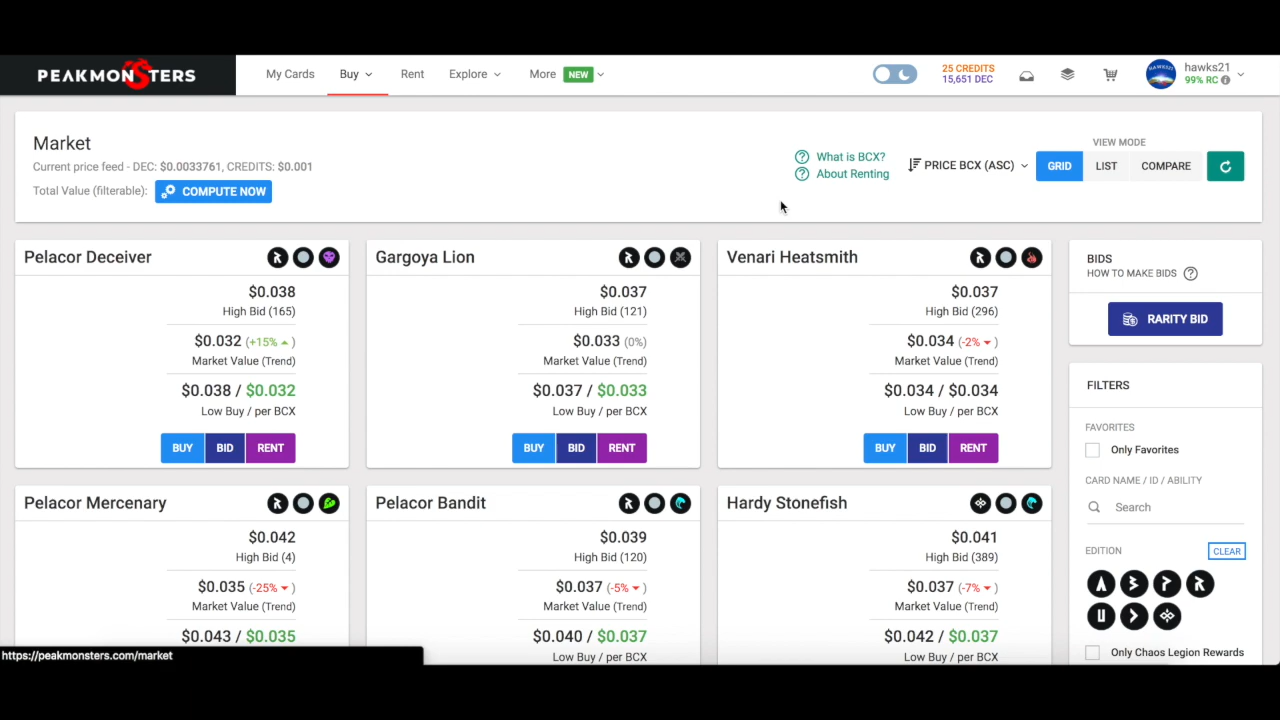 PEAKMONSTERS
My Cards
Buy
Rent
Explore
More NEW
25 CREDITS
15,651 DEC
HAWKS21
hawks21
99% RC
Market
Current price feed - DEC: $0.0033761, CREDITS: $0.001
Total Value (filterable): COMPUTE NOW
What is BCX?
About Renting
PRICE BCX (ASC)
VIEW MODE
GRID LIST COMPARE
Pelacor Deceiver
$0.038
High Bid (165)
$0.032 (+15% )
Market Value (Trend)
$0.038 / $0.032
Low Buy / per BCX
BUY BID RENT
Gargoya Lion
$0.037
High Bid (121)
$0.033 (0%)
Market Value (Trend)
$0.037 / $0.033
Low Buy / per BCX
BUY BID RENT
Venari Heatsmith
$0.037
High Bid (296)
$0.034 (-2% )
Market Value (Trend)
$0.034 / $0.034
Low Buy / per BCX
BUY BID RENT
Pelacor Mercenary
$0.042
High Bid (4)
$0.035 (-25% )
Market Value (Trend)
$0.043 / $0.035
Pelacor Bandit
$0.039
High Bid (120)
$0.037 (-5% )
Market Value (Trend)
$0.040 / $0.037
Low Buy / per BCX
Hardy Stonefish
$0.041
High Bid (389)
$0.037 (-7% )
Market Value (Trend)
$0.042 / $0.037
Low Buy / per BCX
BIDS
HOW TO MAKE BIDS
RARITY BID
FILTERS
FAVORITES
Only Favorites
CARD NAME / ID / ABILITY
Search
EDITION CLEAR
Only Chaos Legion Rewards
https://peakmonsters.com/market